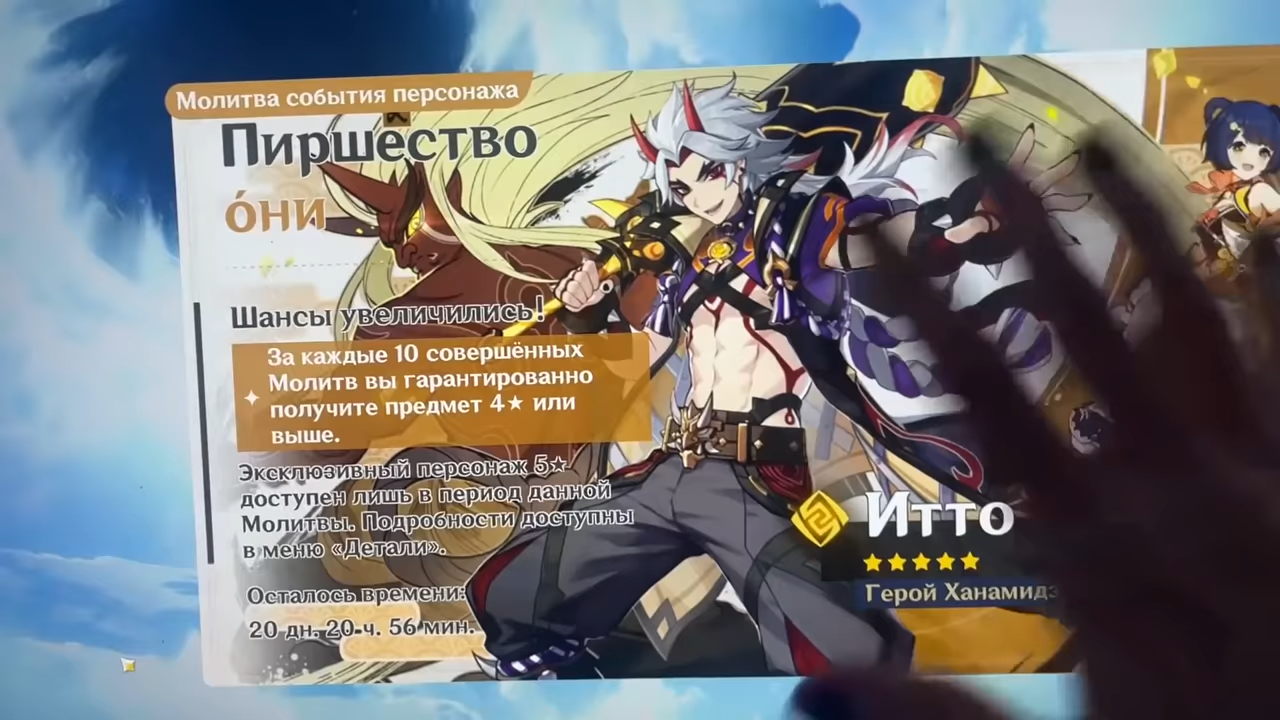 Молитва события персонажа
Пиршество
о́ни
Шансы увеличились!
За каждые 10 совершённых
Молитв вы гарантированно
получите предмет 4★ или
выше.
Эксклюзивный персонаж 5★
доступен лишь в период данной
Молитвы. Подробности доступны
в меню «Детали».
Осталось времени:
20 дн. 20 ч. 56 мин.
Итто
Герой